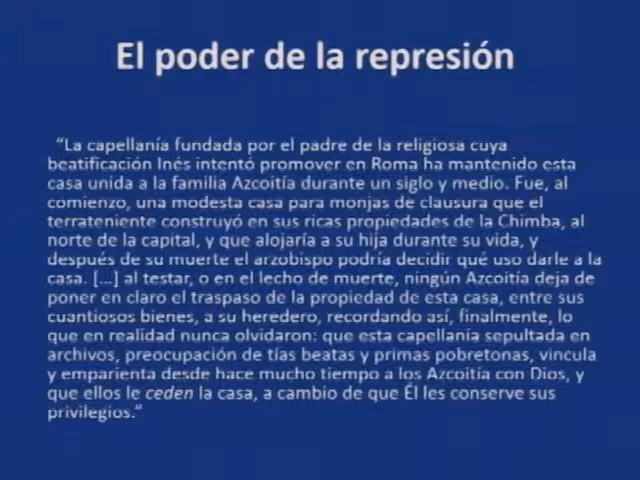 El poder de la represión
“La capellanía fundada por el padre de la religiosa cuya
beatificación Inés intentó promover en Roma ha mantenido esta
casa unida a la familia Azcoitía durante un siglo y medio. Fue, al
comienzo, una modesta casa para monjas de clausura que el
terrateniente construyó en sus ricas propiedades de la Chimba, al
norte de la capital, y que alojaría a su hija durante su vida, y
después de su muerte el arzobispo podría decidir qué uso darle a la
casa. [...] al testar, o en el lecho de muerte, ningún Azcoitía deja de
poner en claro el traspaso de la propiedad de esta casa, entre sus
cuantiosos bienes, a su heredero, recordando así, finalmente, lo
que en realidad nunca olvidaron: que esta capellanía sepultada en
archivos, preocupación de tías beatas y primas pobretonas, vincula
y emparienta desde hace mucho tiempo a los Azcoitía con Dios, y
que ellos le ceden la casa, a cambio de que Él les conserve sus
privilegios.“